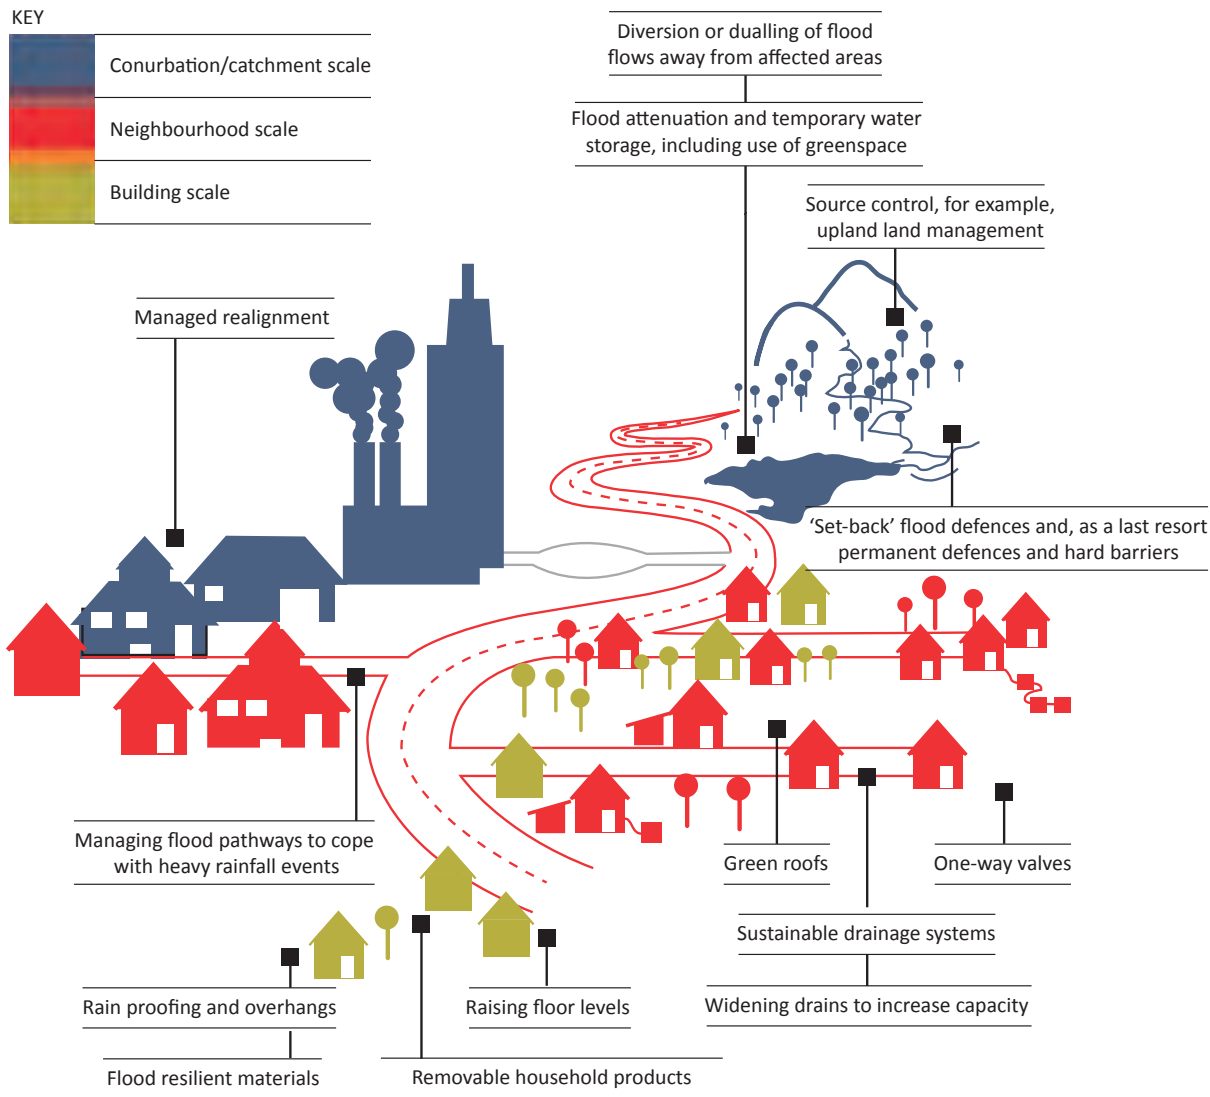 KEY
Conurbation/catchment scale
Neighbourhood scale
Building scale
Diversion or dualling of flood
flows away from affected areas
Flood attenuation and temporary water
storage, including use of greenspace
Source control, for example,
upland land management
Managed realignment
‘Set-back’ flood defences and, as a last resort
permanent defences and hard barriers
Managing flood pathways to cope
with heavy rainfall events
Green roofs
One-way valves
Sustainable drainage systems
Widening drains to increase capacity
Rain proofing and overhangs
Raising floor levels
Flood resilient materials
Removable household products